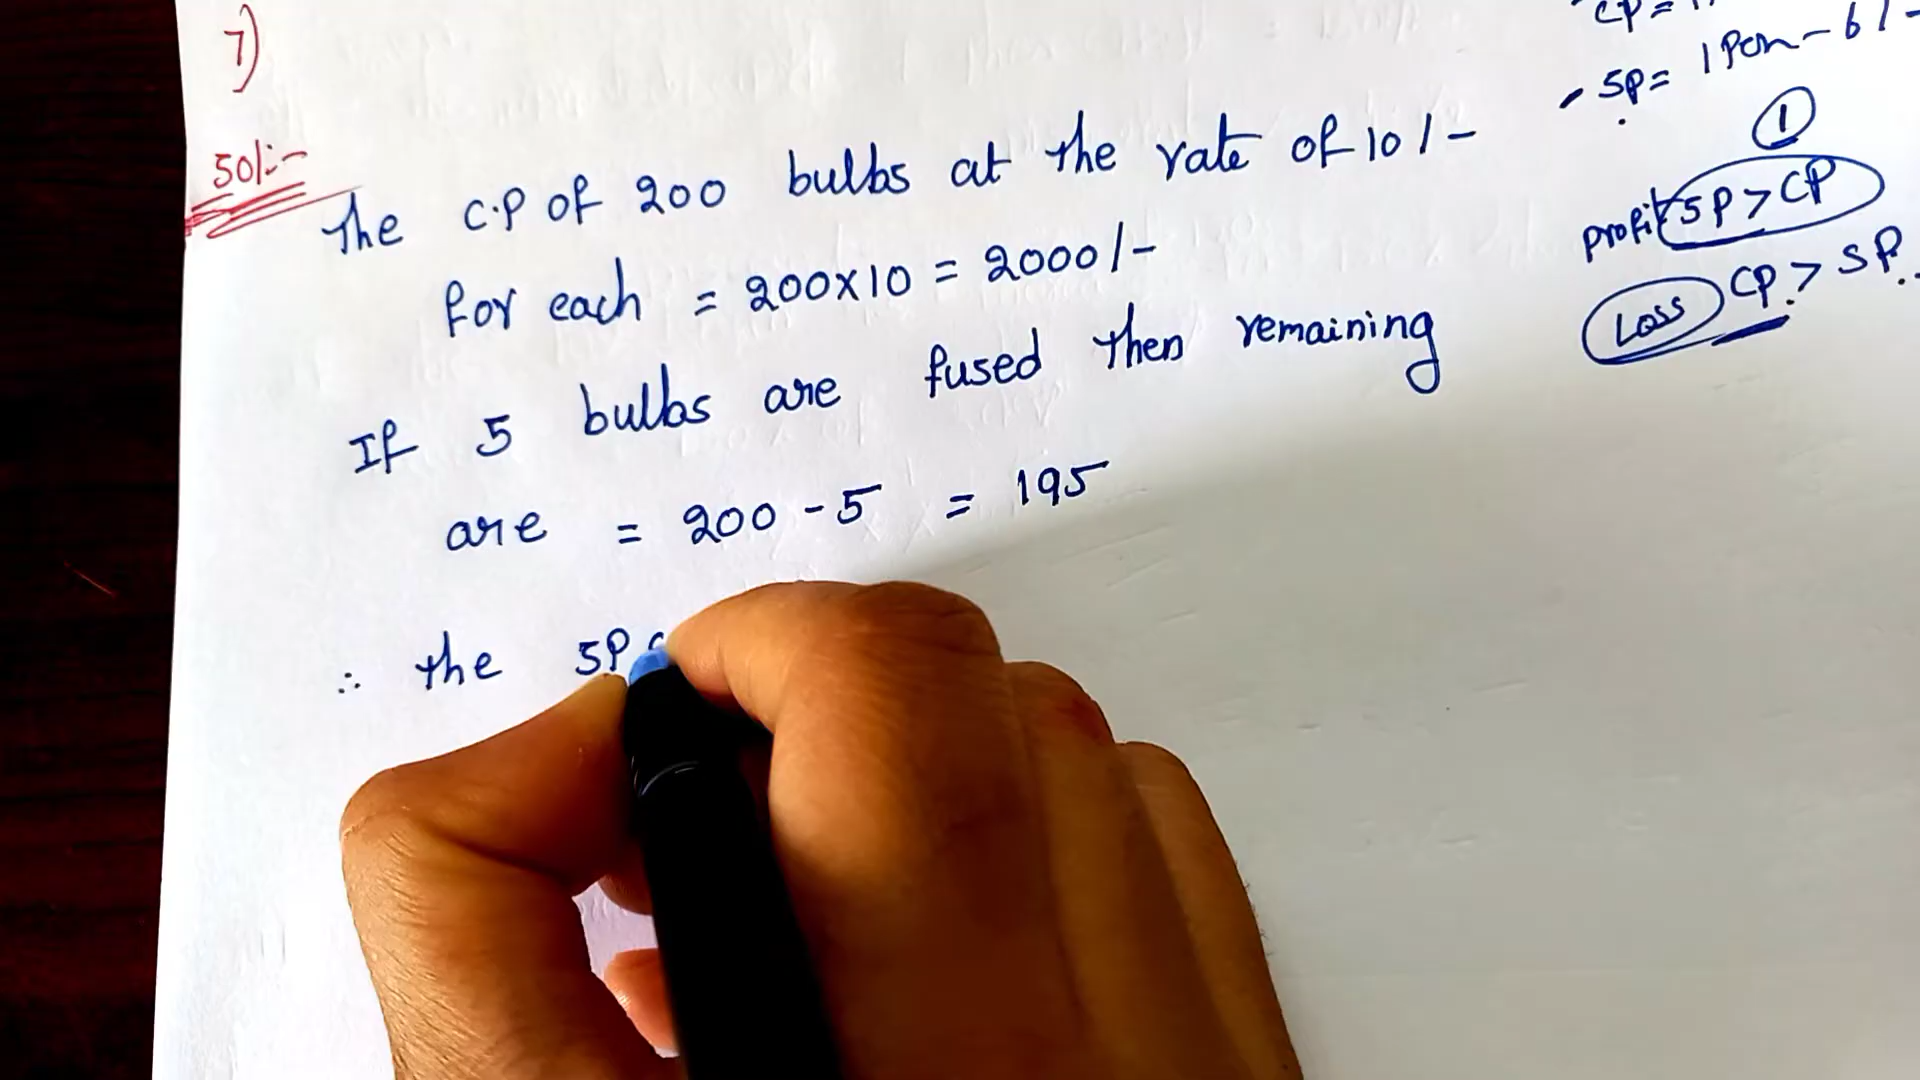 7)
Sol:-
The C.P of 200 bulbs at the rate of 10/-
for each = 200x10 = 2000/-
If 5 bulbs are fused then remaining
are = 200 - 5 = 195
∴ the SP
CP =
SP = 1 Pen - 6/-
1
profit SP > CP
Loss CP > SP.